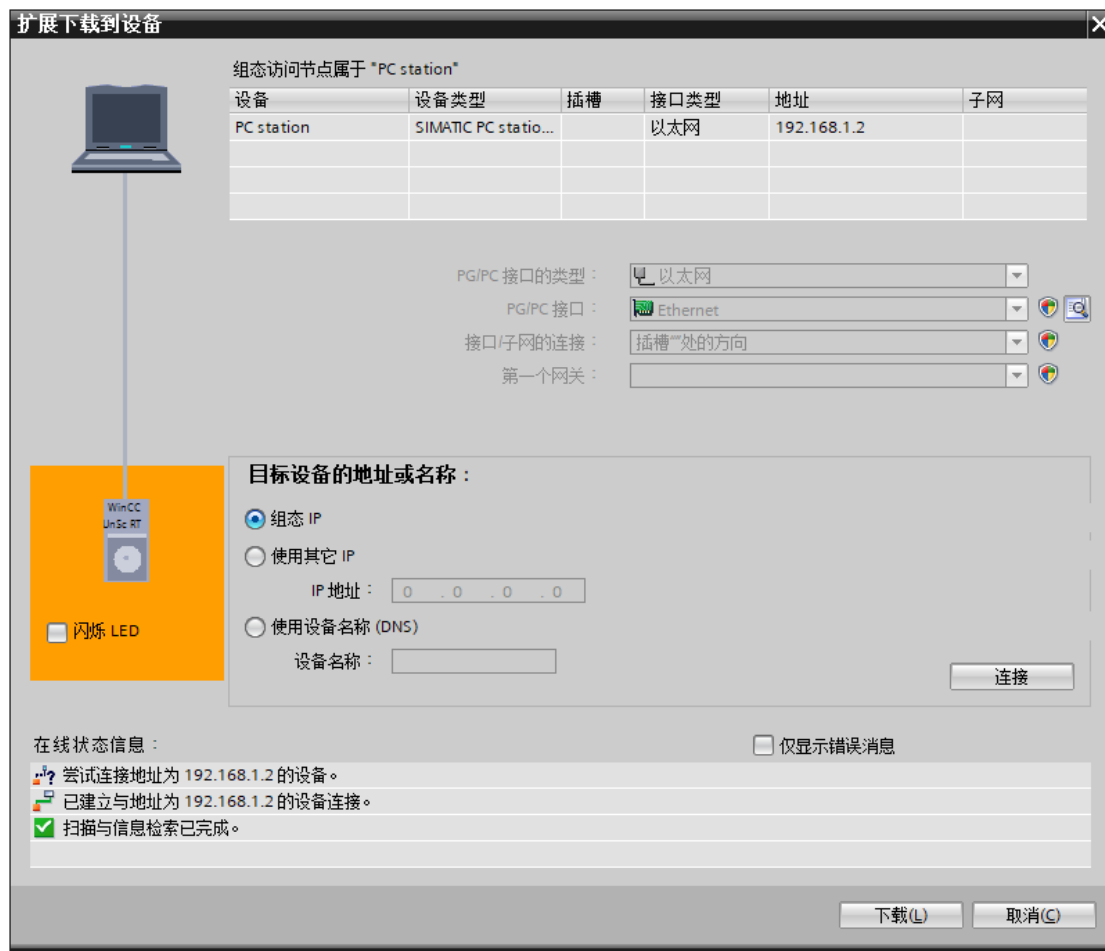 扩展下载到设备
组态访问节点属于 "PC station"
设备 设备类型 插槽 接口类型 地址 子网
PC station SIMATIC PC statio... 以太网 192.168.1.2
PG/PC 接口的类型： 以太网
PG/PC 接口： Ethernet
接口/子网的连接： 插槽""处的方向
第一个网关：
目标设备的地址或名称：
WinCC
UnSc RT
组态 IP
使用其它 IP
IP 地址： 0 . 0 . 0 . 0
闪烁 LED
使用设备名称 (DNS)
设备名称：
连接
在线状态信息：
仅显示错误消息
尝试连接地址为 192.168.1.2 的设备。
已建立与地址为 192.168.1.2 的设备连接。
扫描与信息检索已完成。
下载(L)
取消(C)